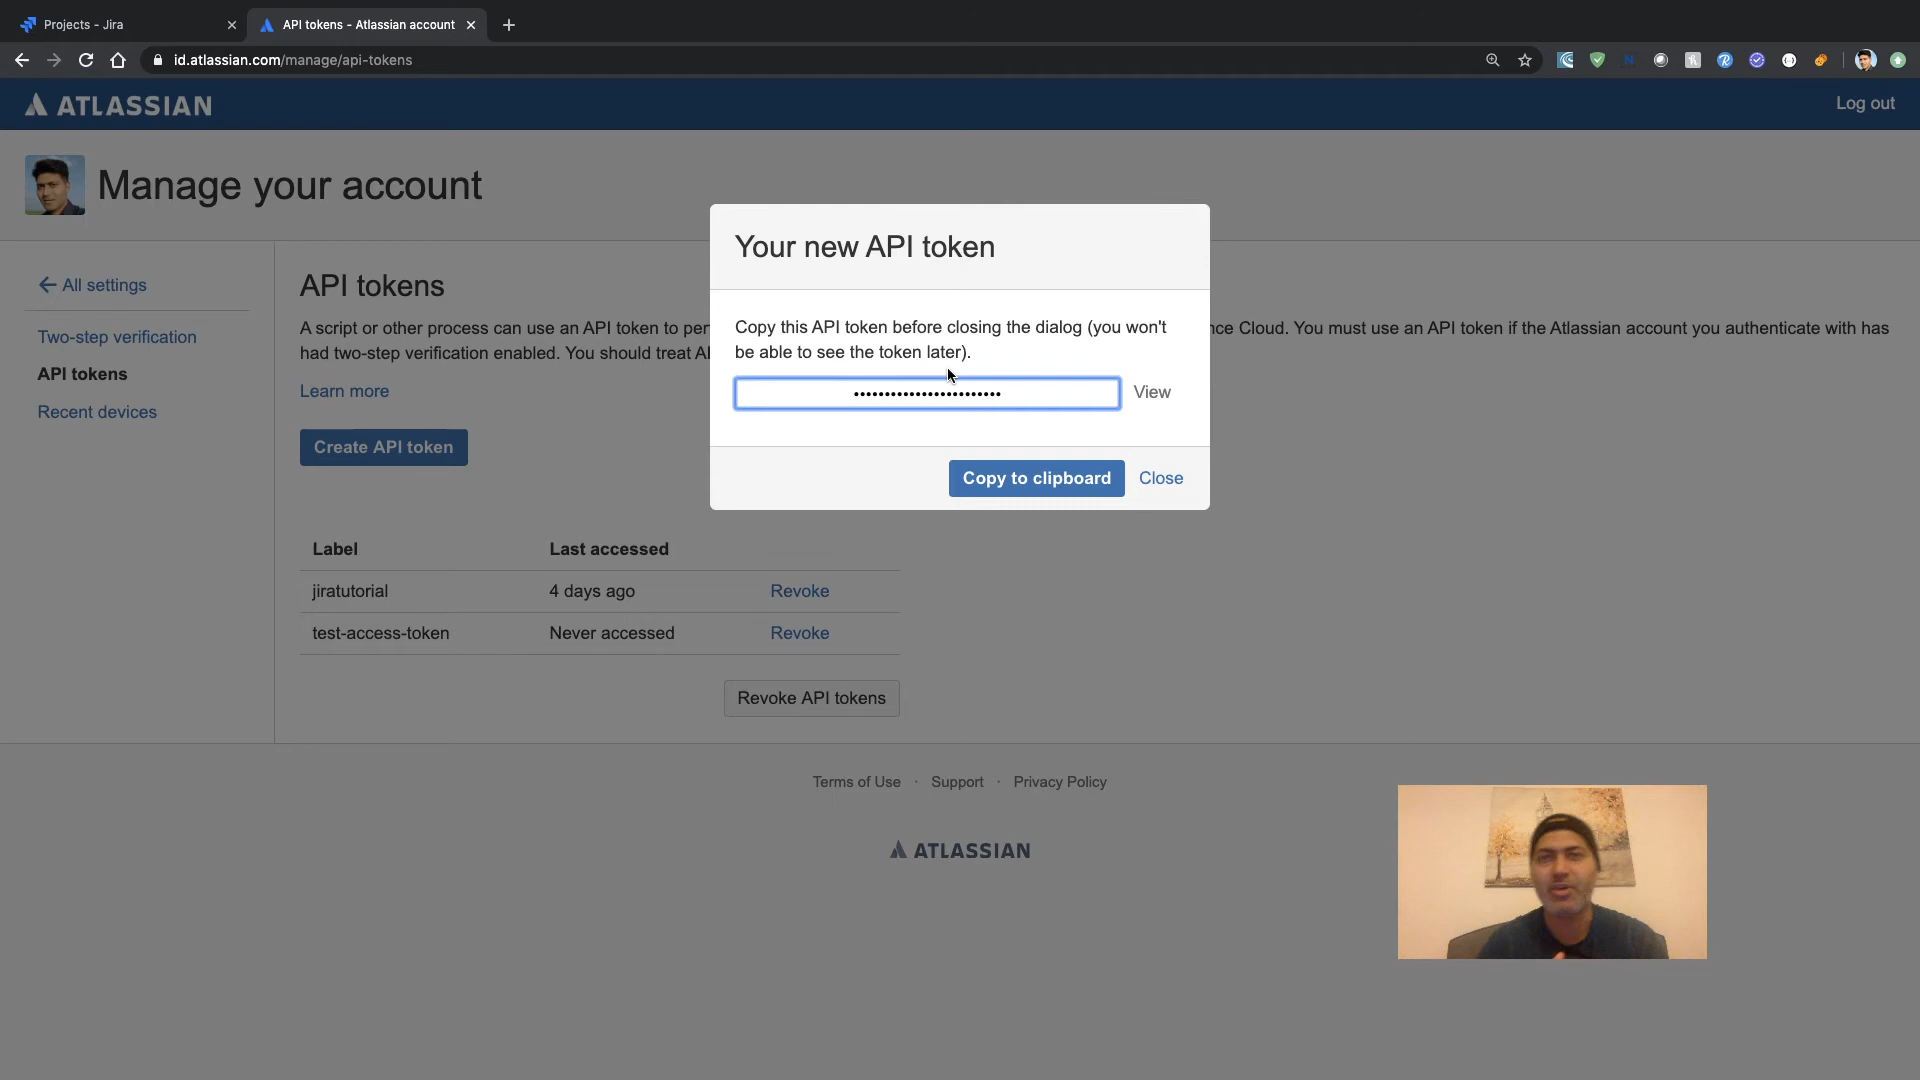 Projects - Jira
API tokens - Atlassian account
id.atlassian.com/manage/api-tokens
ATLASSIAN
Log out
Manage your account
Your new API token
Copy this API token before closing the dialog (you won't
be able to see the token later).
••••••••••••••••••••••••
View
Copy to clipboard
Close
All settings
Two-step verification
API tokens
Recent devices
API tokens
A script or other process can use an API token to per
nce Cloud. You must use an API token if the Atlassian account you authenticate with has
had two-step verification enabled. You should treat AI
Learn more
Create API token
Label Last accessed
jiratutorial 4 days ago Revoke
test-access-token Never accessed Revoke
Revoke API tokens
Terms of Use · Support · Privacy Policy
ATLASSIAN